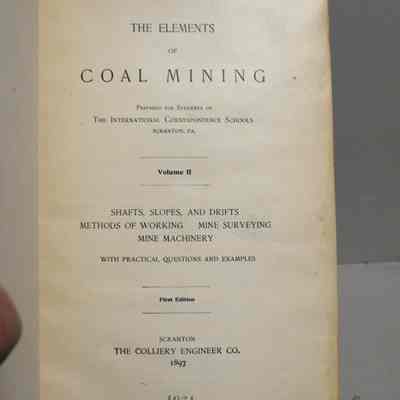 THE ELEMENTS
OF
COAL MINING
PREPARED FOR STUDENTS OF
THE INTERNATIONAL CORRESPONDENCE SCHOOLS
SCRANTON, PA.
Volume II
SHAFTS, SLOPES, AND DRIFTS
METHODS OF WORKING MINE SURVEYING
MINE MACHINERY
WITH PRACTICAL QUESTIONS AND EXAMPLES
First Edition
SCRANTON
THE COLLIERY ENGINEER CO.
1897